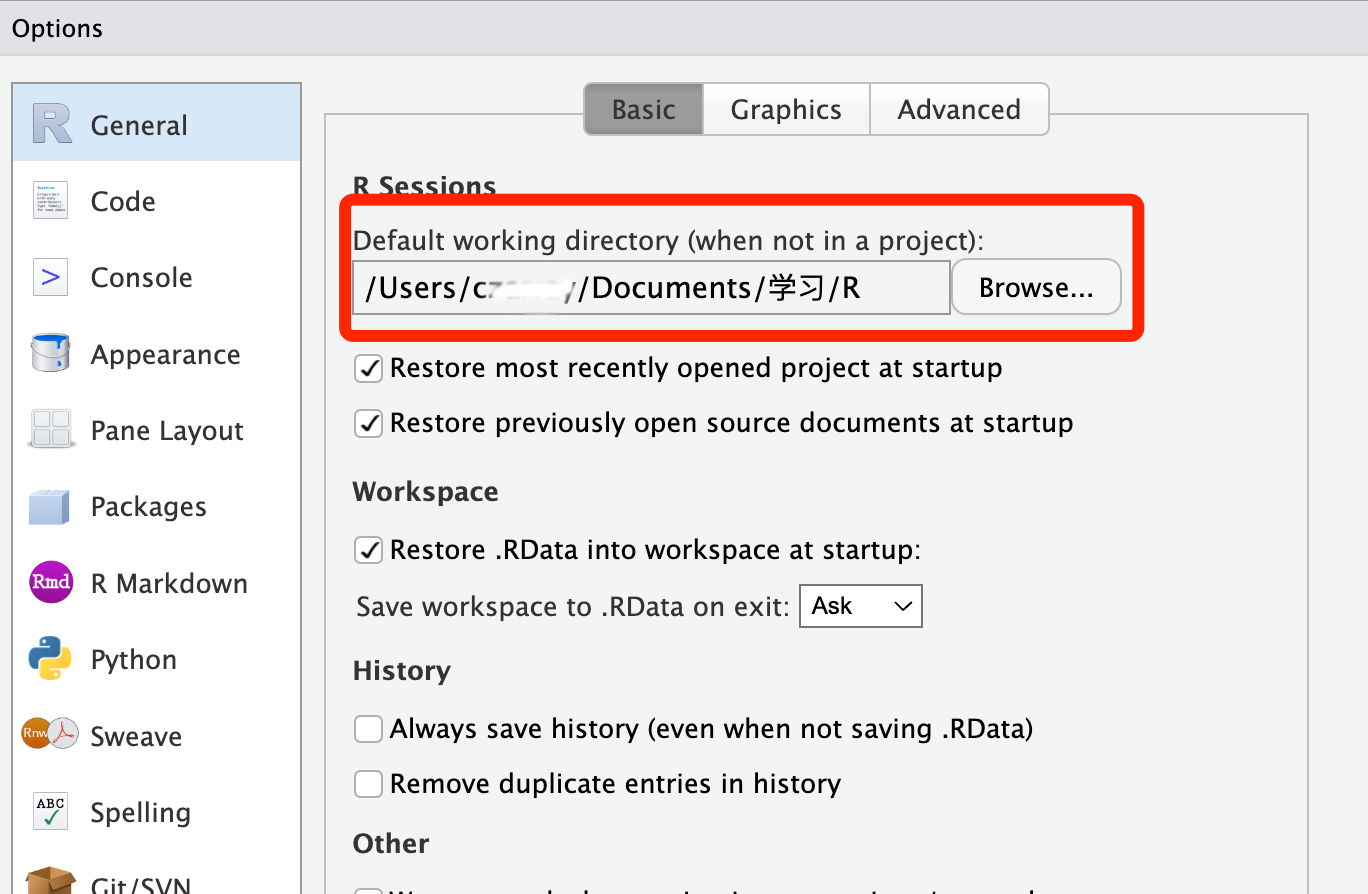 Options
General
Code
Console
Appearance
Pane Layout
Packages
Rmd
R Markdown
Python
Rnw
Sweave
ABC
Spelling
Git/SVN
Basic
Graphics
Advanced
R Sessions
Default working directory (when not in a project):
/Users/ /Documents/学习/R
Browse...
Restore most recently opened project at startup
Restore previously open source documents at startup
Workspace
Restore .RData into workspace at startup:
Save workspace to .RData on exit:
Ask
History
Always save history (even when not saving .RData)
Remove duplicate entries in history
Other